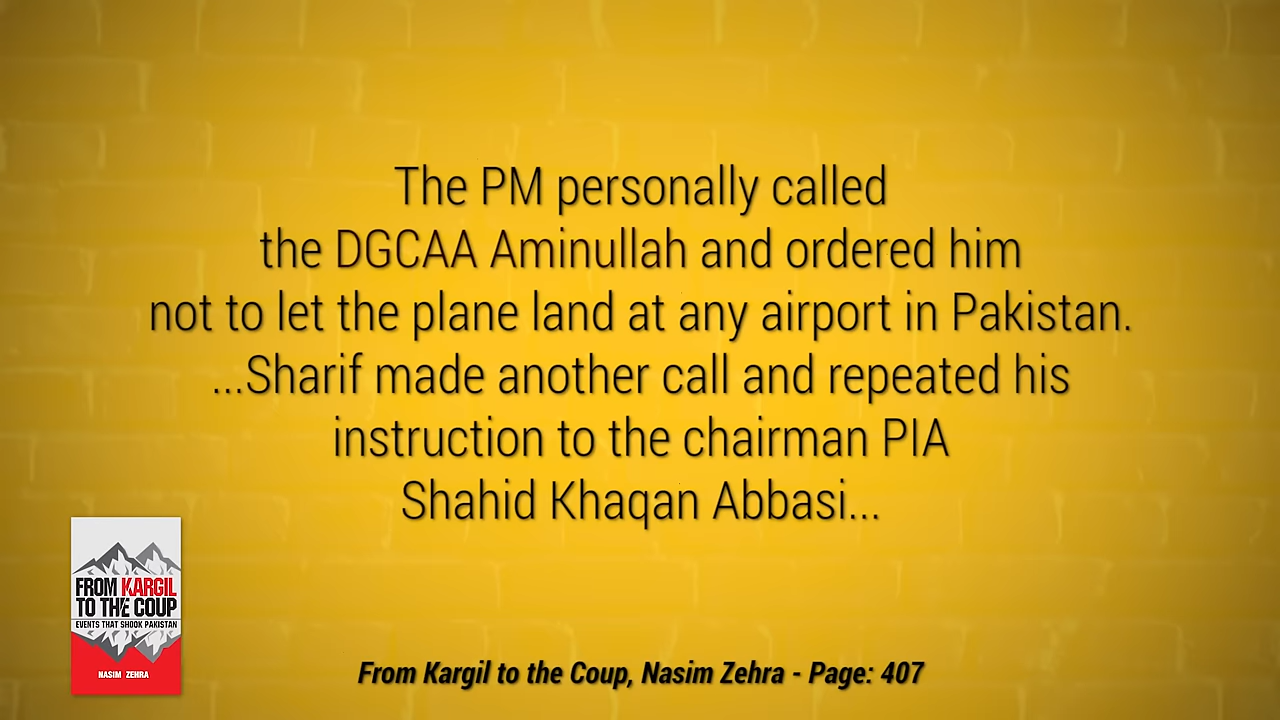 The PM personally called
the DGCAA Aminullah and ordered him
not to let the plane land at any airport in Pakistan.
...Sharif made another call and repeated his
instruction to the chairman PIA
Shahid Khaqan Abbasi...
FROM KARGIL
TO THE COUP
EVENTS THAT SHOOK PAKISTAN
NASIM ZEHRA
From Kargil to the Coup, Nasim Zehra - Page: 407